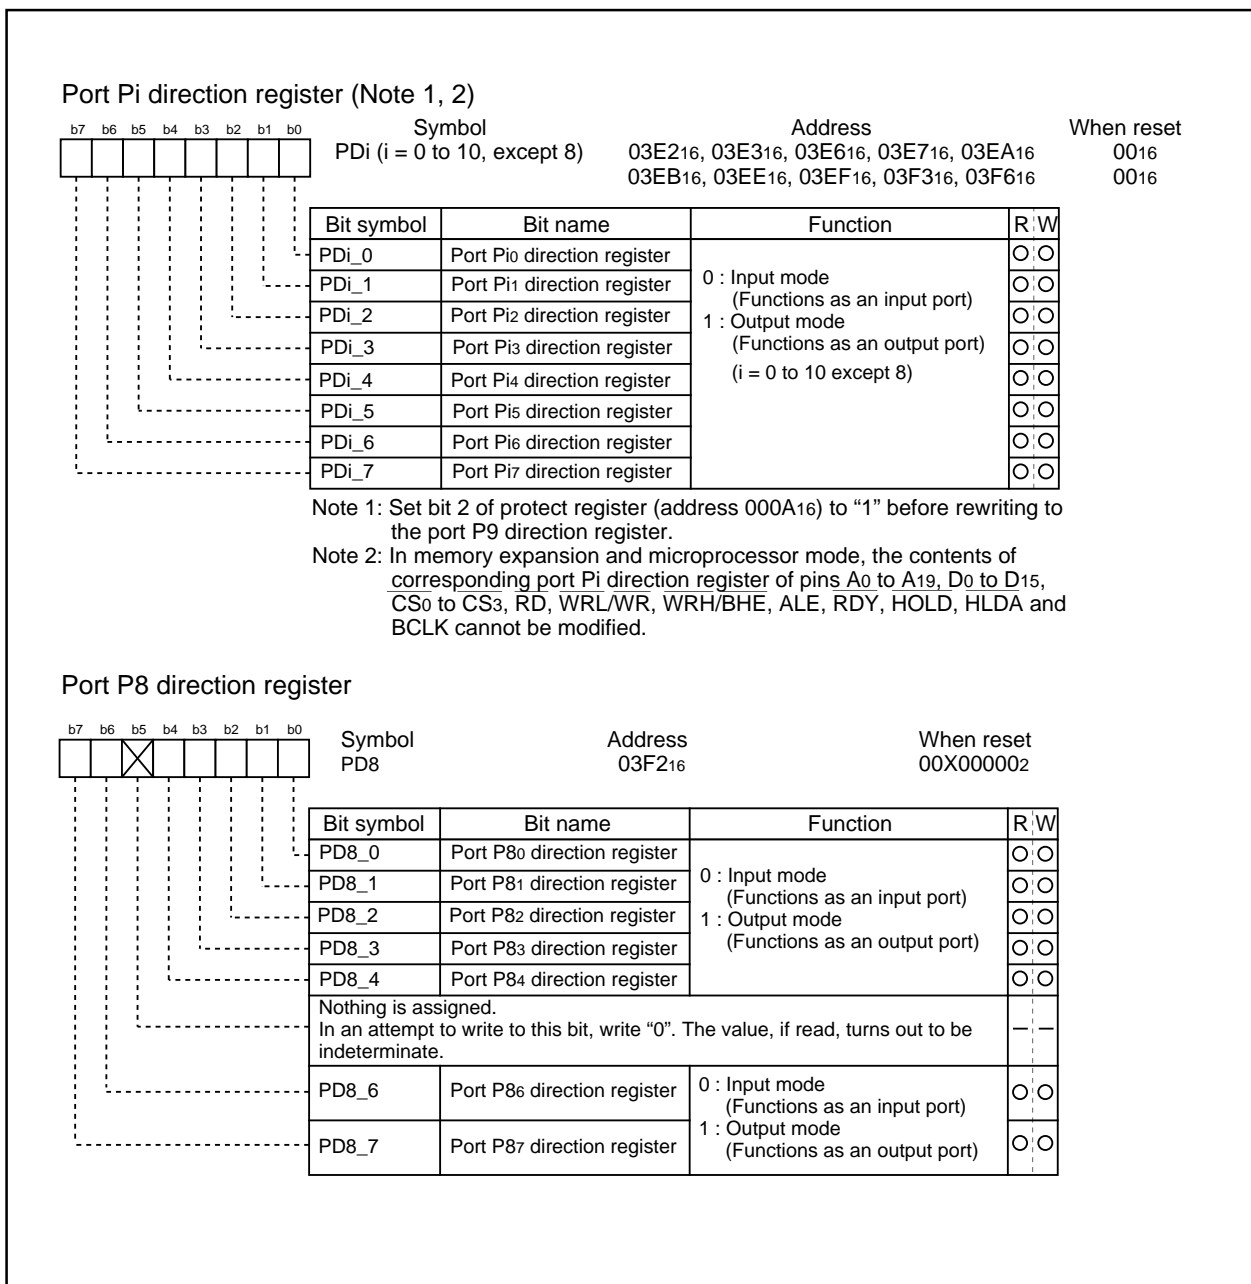 Port Pi direction register (Note 1, 2)
b7 b6 b5 b4 b3 b2 b1 b0
Symbol Address When reset
PDi (i = 0 to 10, except 8) 03E216, 03E316, 03E616, 03E716, 03EA16 0016
03EB16, 03EE16, 03EF16, 03F316, 03F616 0016
Bit symbol Bit name Function R W
PDi_0 Port Pi0 direction register
PDi_1 Port Pi1 direction register
PDi_2 Port Pi2 direction register
PDi_3 Port Pi3 direction register
PDi_4 Port Pi4 direction register
PDi_5 Port Pi5 direction register
PDi_6 Port Pi6 direction register
PDi_7 Port Pi7 direction register
0 : Input mode
(Functions as an input port)
1 : Output mode
(Functions as an output port)
(i = 0 to 10 except 8)
Note 1: Set bit 2 of protect register (address 000A16) to “1” before rewriting to
the port P9 direction register.
Note 2: In memory expansion and microprocessor mode, the contents of
corresponding port Pi direction register of pins A0 to A19, D0 to D15,
CS0 to CS3, RD, WRL/WR, WRH/BHE, ALE, RDY, HOLD, HLDA and
BCLK cannot be modified.
Port P8 direction register
b7 b6 b5 b4 b3 b2 b1 b0
Symbol Address When reset
PD8 03F216 00X000002
Bit symbol Bit name Function R W
PD8_0 Port P80 direction register
PD8_1 Port P81 direction register
PD8_2 Port P82 direction register
PD8_3 Port P83 direction register
PD8_4 Port P84 direction register
0 : Input mode
(Functions as an input port)
1 : Output mode
(Functions as an output port)
Nothing is assigned.
In an attempt to write to this bit, write “0”. The value, if read, turns out to be
indeterminate.
PD8_6 Port P86 direction register
PD8_7 Port P87 direction register
0 : Input mode
(Functions as an input port)
1 : Output mode
(Functions as an output port)